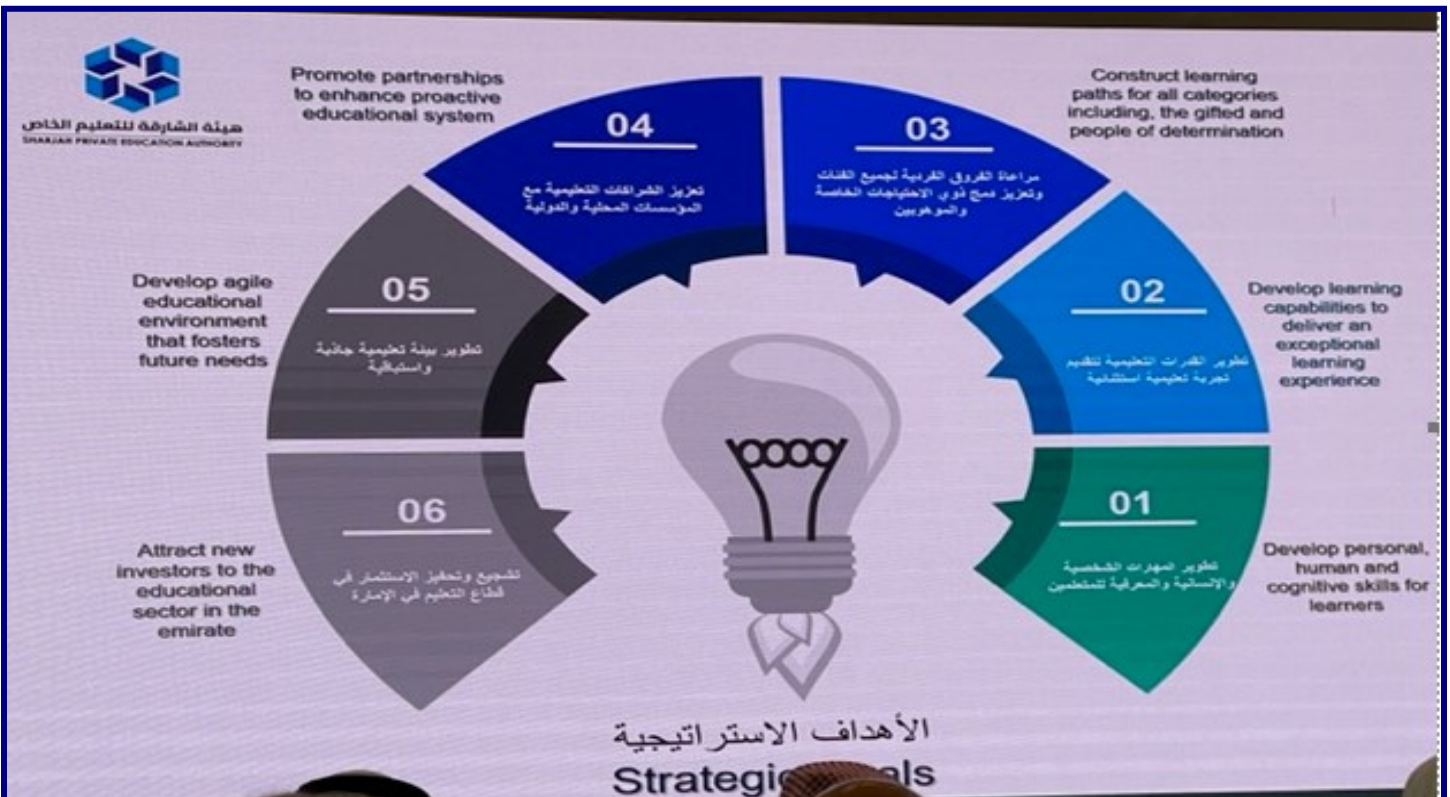 هيئة الشارقة للتعليم الخاص
SHARJAH PRIVATE EDUCATION AUTHORITY
Promote partnerships
to enhance proactive
educational system
04
تعزيز الشراكات التعليمية مع
المؤسسات المحلية والدولية
03
مراعاة الفروق الفردية لجميع الفئات
وتعزيز دمج ذوي الاحتياجات الخاصة
والموهوبين
Construct learning
paths for all categories
including, the gifted and
people of determination
Develop agile
educational
environment
that fosters
future needs
05
تطوير بيئة تعليمية جاذبة
واستباقية
02
تطوير القدرات التعليمية لتقديم
تجربة تعليمية استثنائية
Develop learning
capabilities to
deliver an
exceptional
learning
experience
Attract new
investors to the
educational
sector in the
emirate
06
تشجيع وتحفيز الاستثمار في
قطاع التعليم في الإمارة
01
تطوير المهارات الشخصية
والإنسانية والمعرفية للمتعلمين
Develop personal,
human and
cognitive skills for
learners
الأهداف الاستراتيجية
Strategic